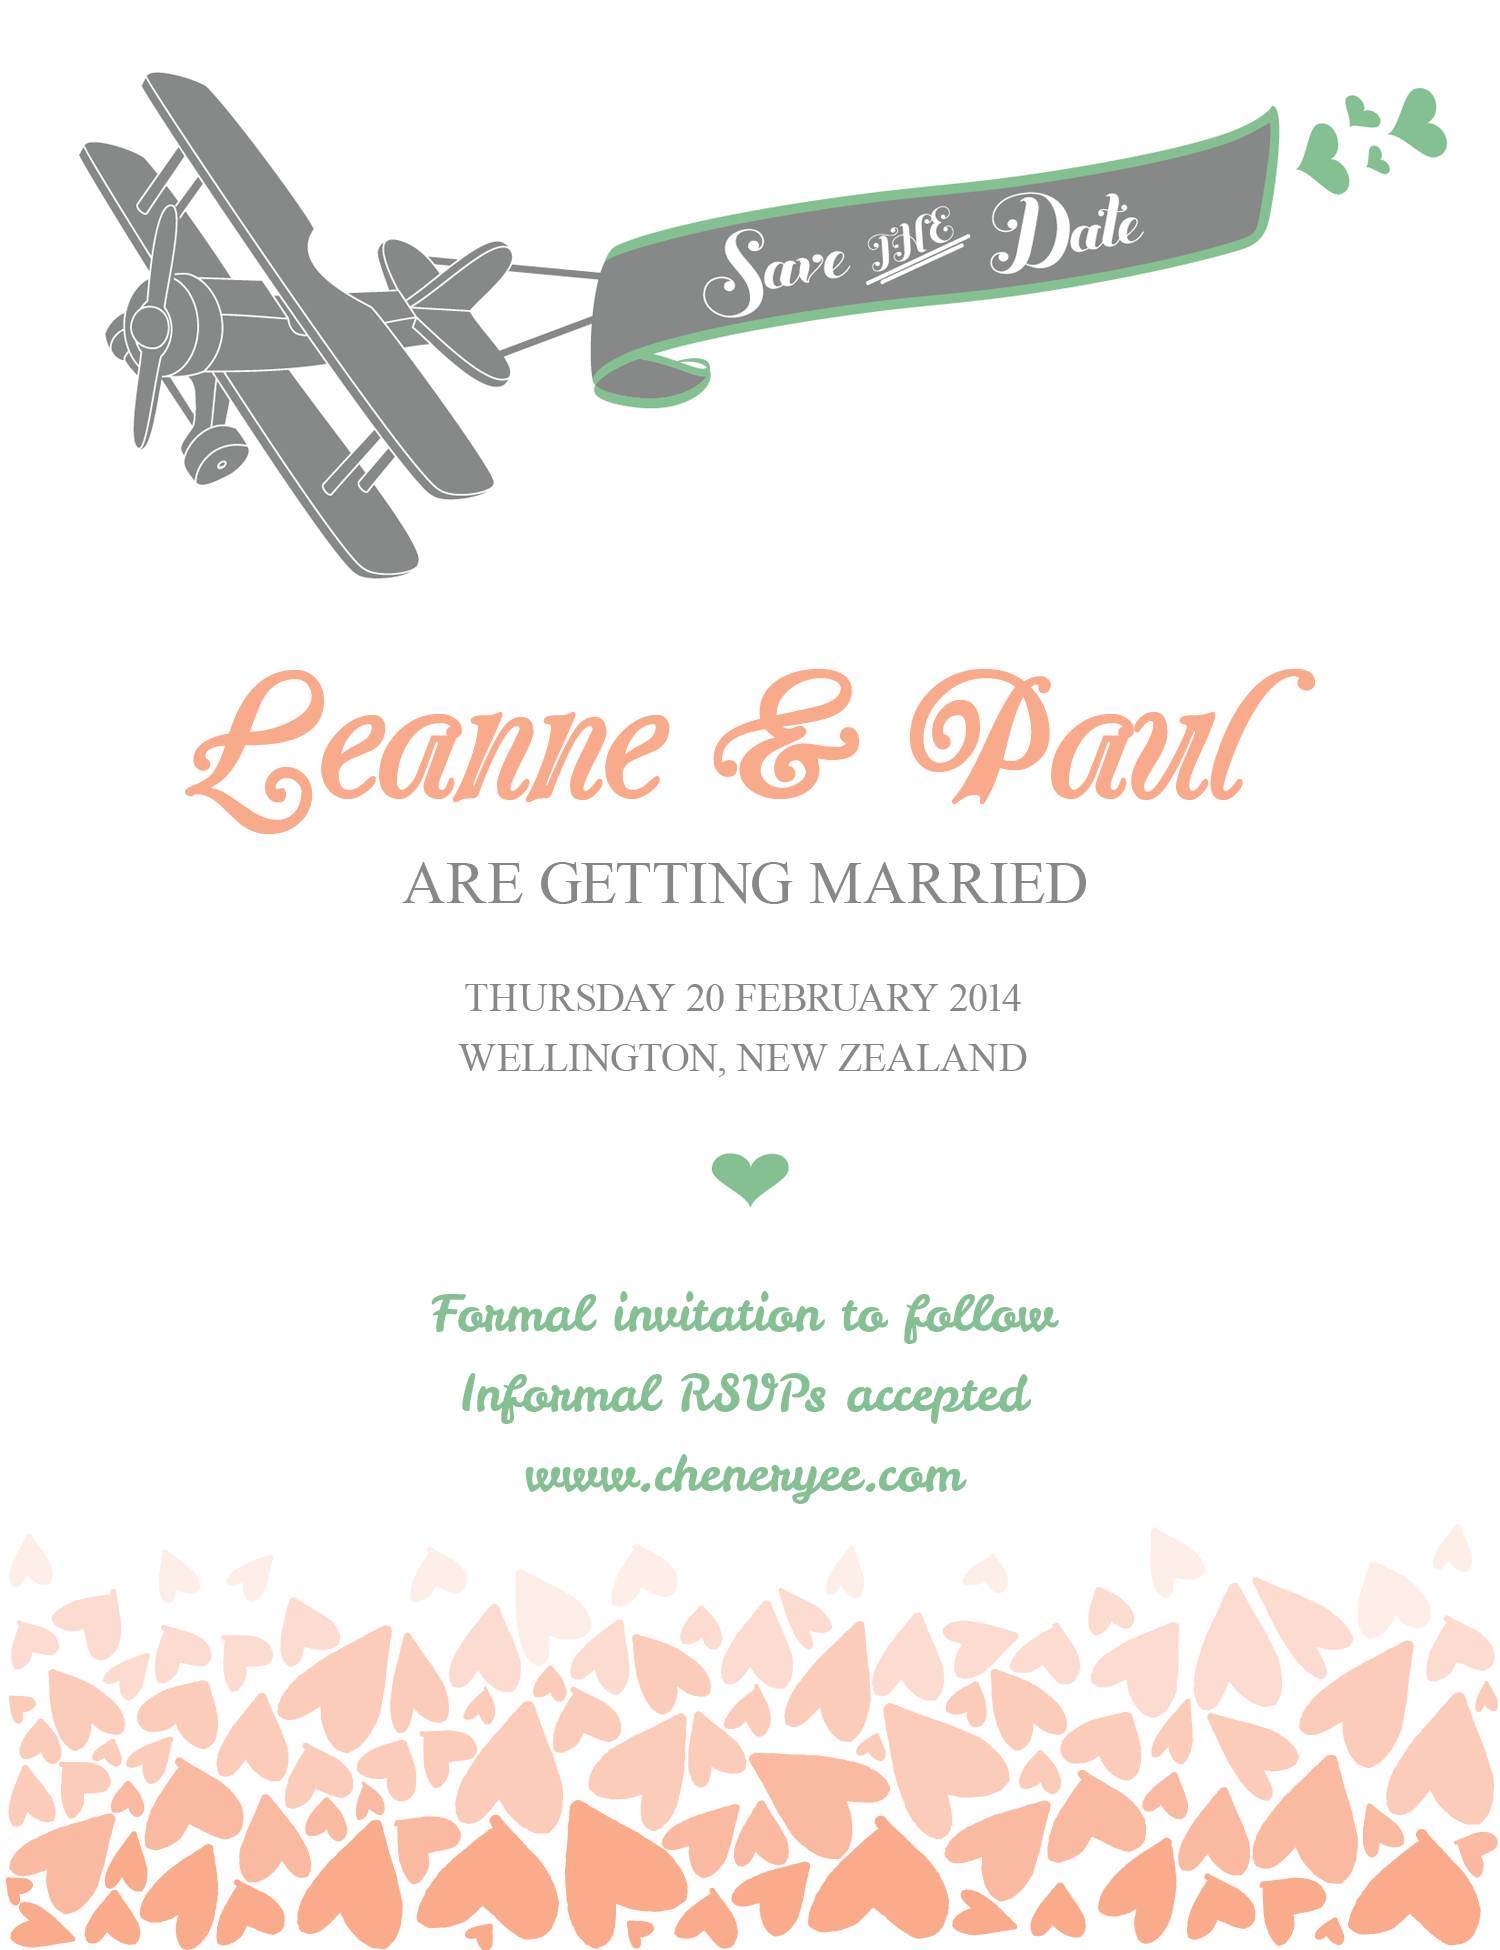 Save THE Date
Leanne & Paul
ARE GETTING MARRIED
THURSDAY 20 FEBRUARY 2014
WELLINGTON, NEW ZEALAND
Formal invitation to follow
Informal RSVPs accepted
www.cheneryee.com